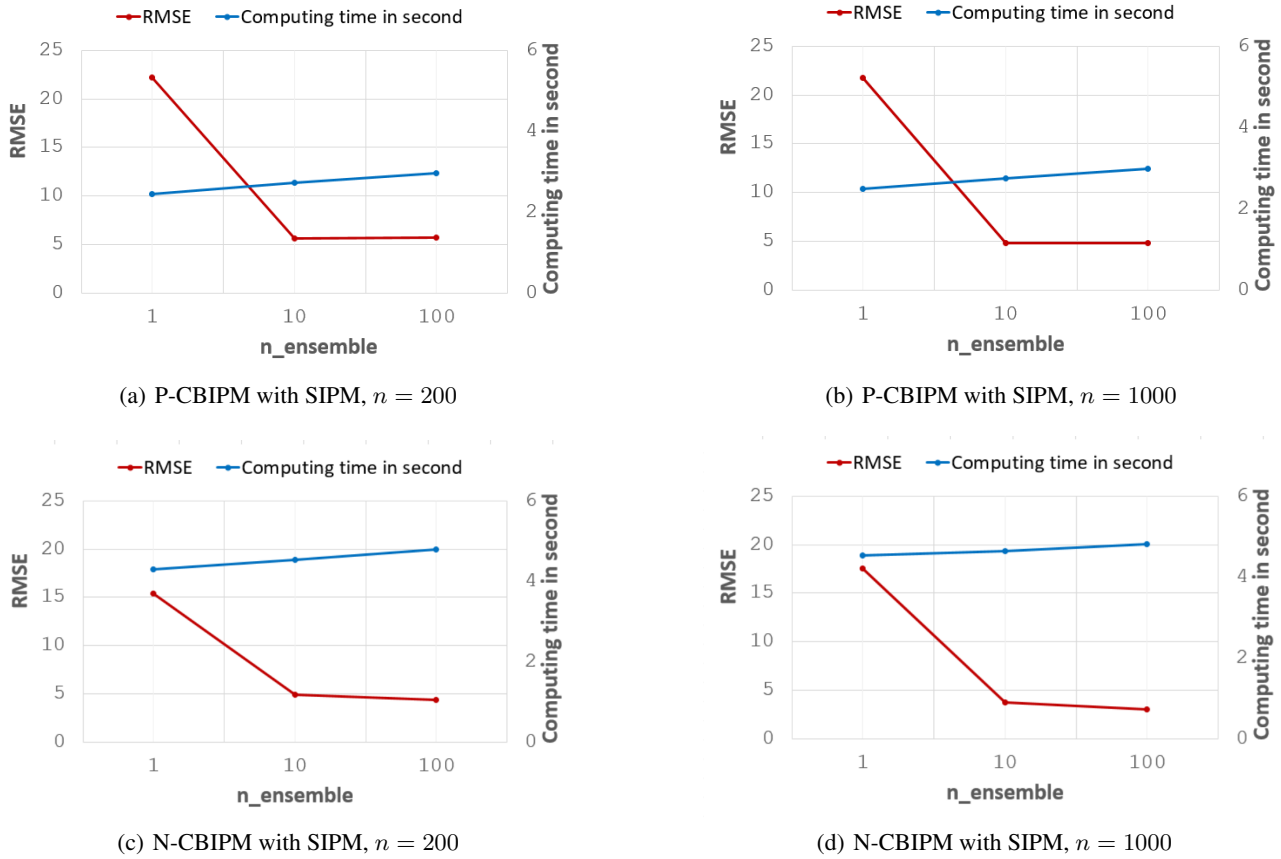 RMSE Computing time in second
25
20
15
10
5
0
6
4
2
0
RMSE
Computing time in second
1 10 100
n_ensemble
(a) P-CBIPM with SIPM, n = 200
RMSE Computing time in second
25
20
15
10
5
0
6
4
2
0
RMSE
Computing time in second
1 10 100
n_ensemble
(b) P-CBIPM with SIPM, n = 1000
RMSE Computing time in second
25
20
15
10
5
0
6
4
2
0
RMSE
Computing time in second
1 10 100
n_ensemble
(c) N-CBIPM with SIPM, n = 200
RMSE Computing time in second
25
20
15
10
5
0
6
4
2
0
RMSE
Computing time in second
1 10 100
n_ensemble
(d) N-CBIPM with SIPM, n = 1000